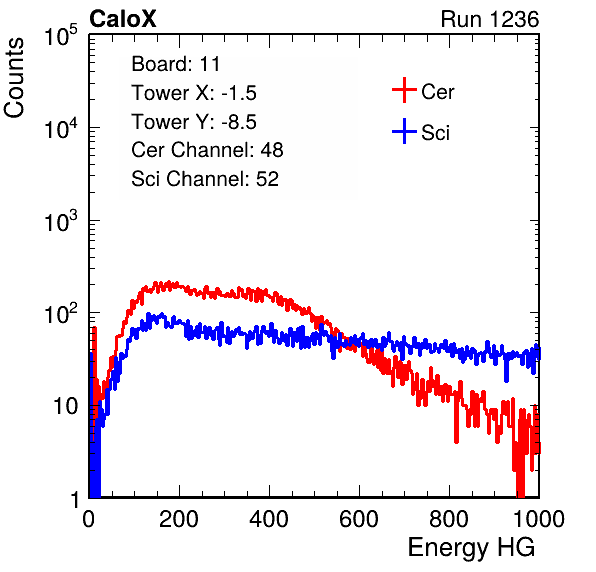 CaloX Run 1236
Counts
10^5
10^4
10^3
10^2
10
1
Board: 11
Tower X: -1.5
Tower Y: -8.5
Cer Channel: 48
Sci Channel: 52
Cer
Sci
0 200 400 600 800 1000
Energy HG